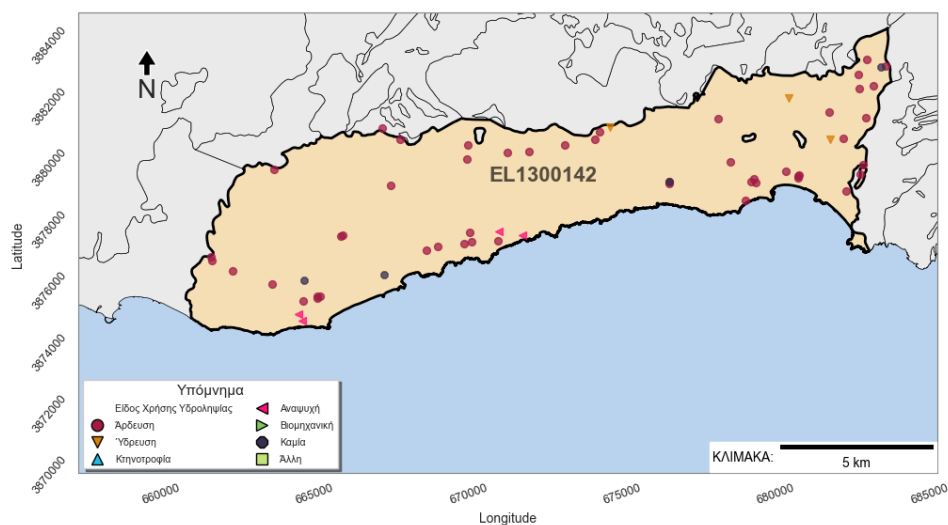 3884000
3882000
3880000
3878000
3876000
3874000
3872000
3870000
Latitude
N
EL1300142
Υπόμνημα
Είδος Χρήσης Υδροληψίας
Άρδευση
Ύδρευση
Κτηνοτροφία
Αναψυχή
Βιομηχανική
Καμία
Άλλη
ΚΛΙΜΑΚΑ:
5 km
660000
665000
670000
675000
680000
685000
Longitude